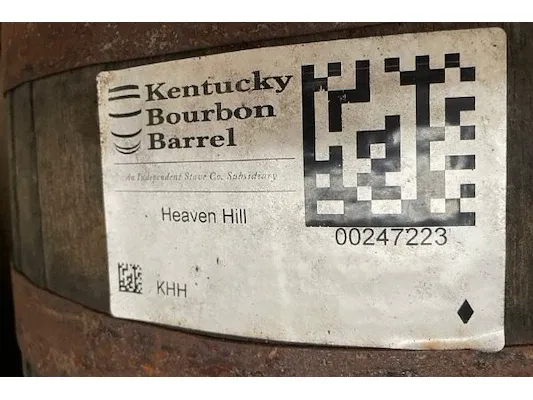 Kentucky
Bourbon
Barrel
An Independent Stave Co. Subsidiary
Heaven Hill
00247223
KHH